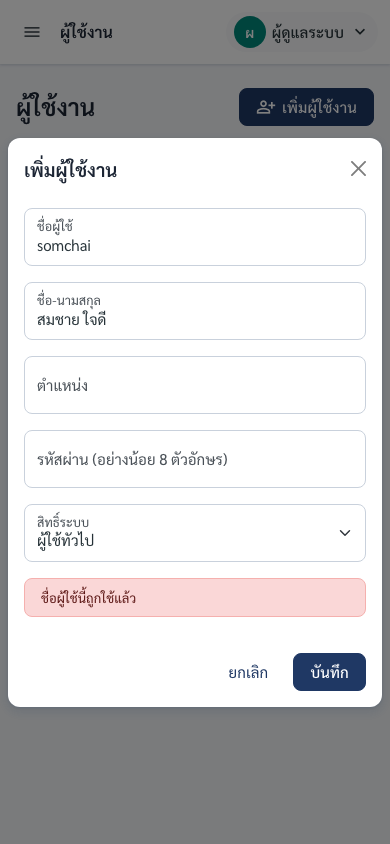 ผู้ใช้งาน
ผ ผู้ดูแลระบบ
ผู้ใช้งาน
เพิ่มผู้ใช้งาน
เพิ่มผู้ใช้งาน
ชื่อผู้ใช้
somchai
ชื่อ-นามสกุล
สมชาย ใจดี
ตำแหน่ง
รหัสผ่าน (อย่างน้อย 8 ตัวอักษร)
สิทธิ์ระบบ
ผู้ใช้ทั่วไป
ชื่อผู้ใช้นี้ถูกใช้แล้ว
ยกเลิก
บันทึก